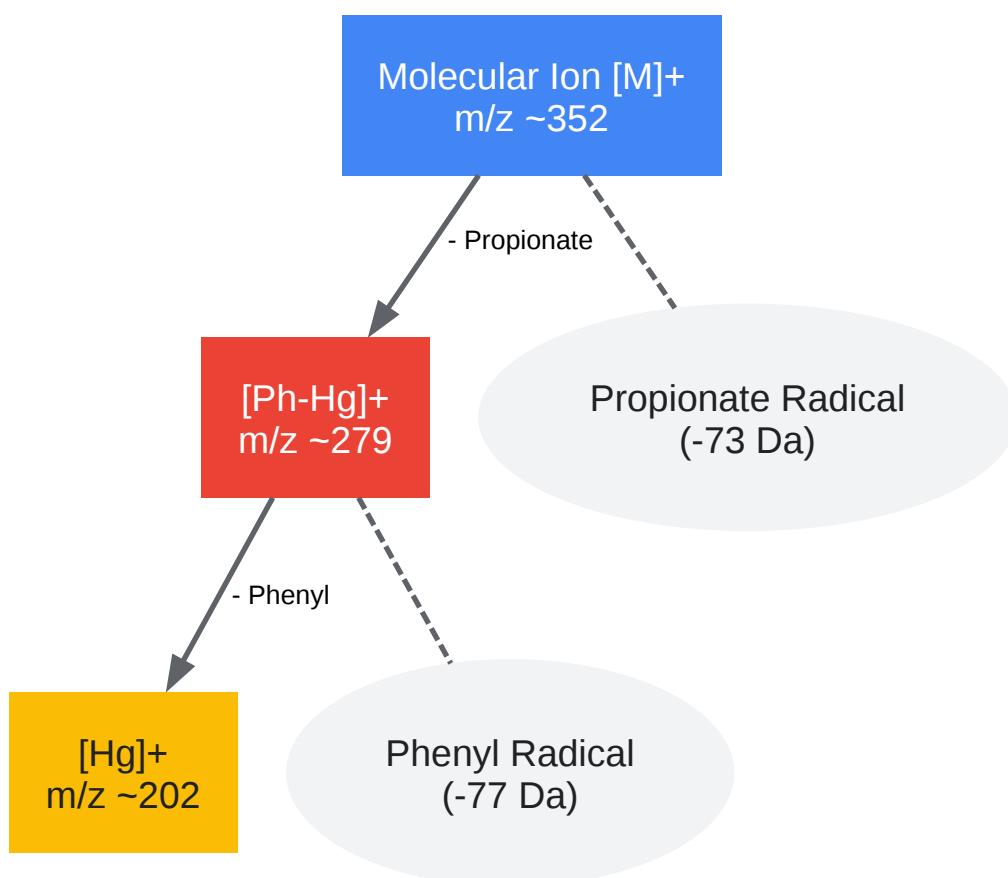 Molecular Ion [M]+
m/z ~352
- Propionate
[Ph-Hg]+
m/z ~279
Propionate Radical
(-73 Da)
- Phenyl
[Hg]+
m/z ~202
Phenyl Radical
(-77 Da)